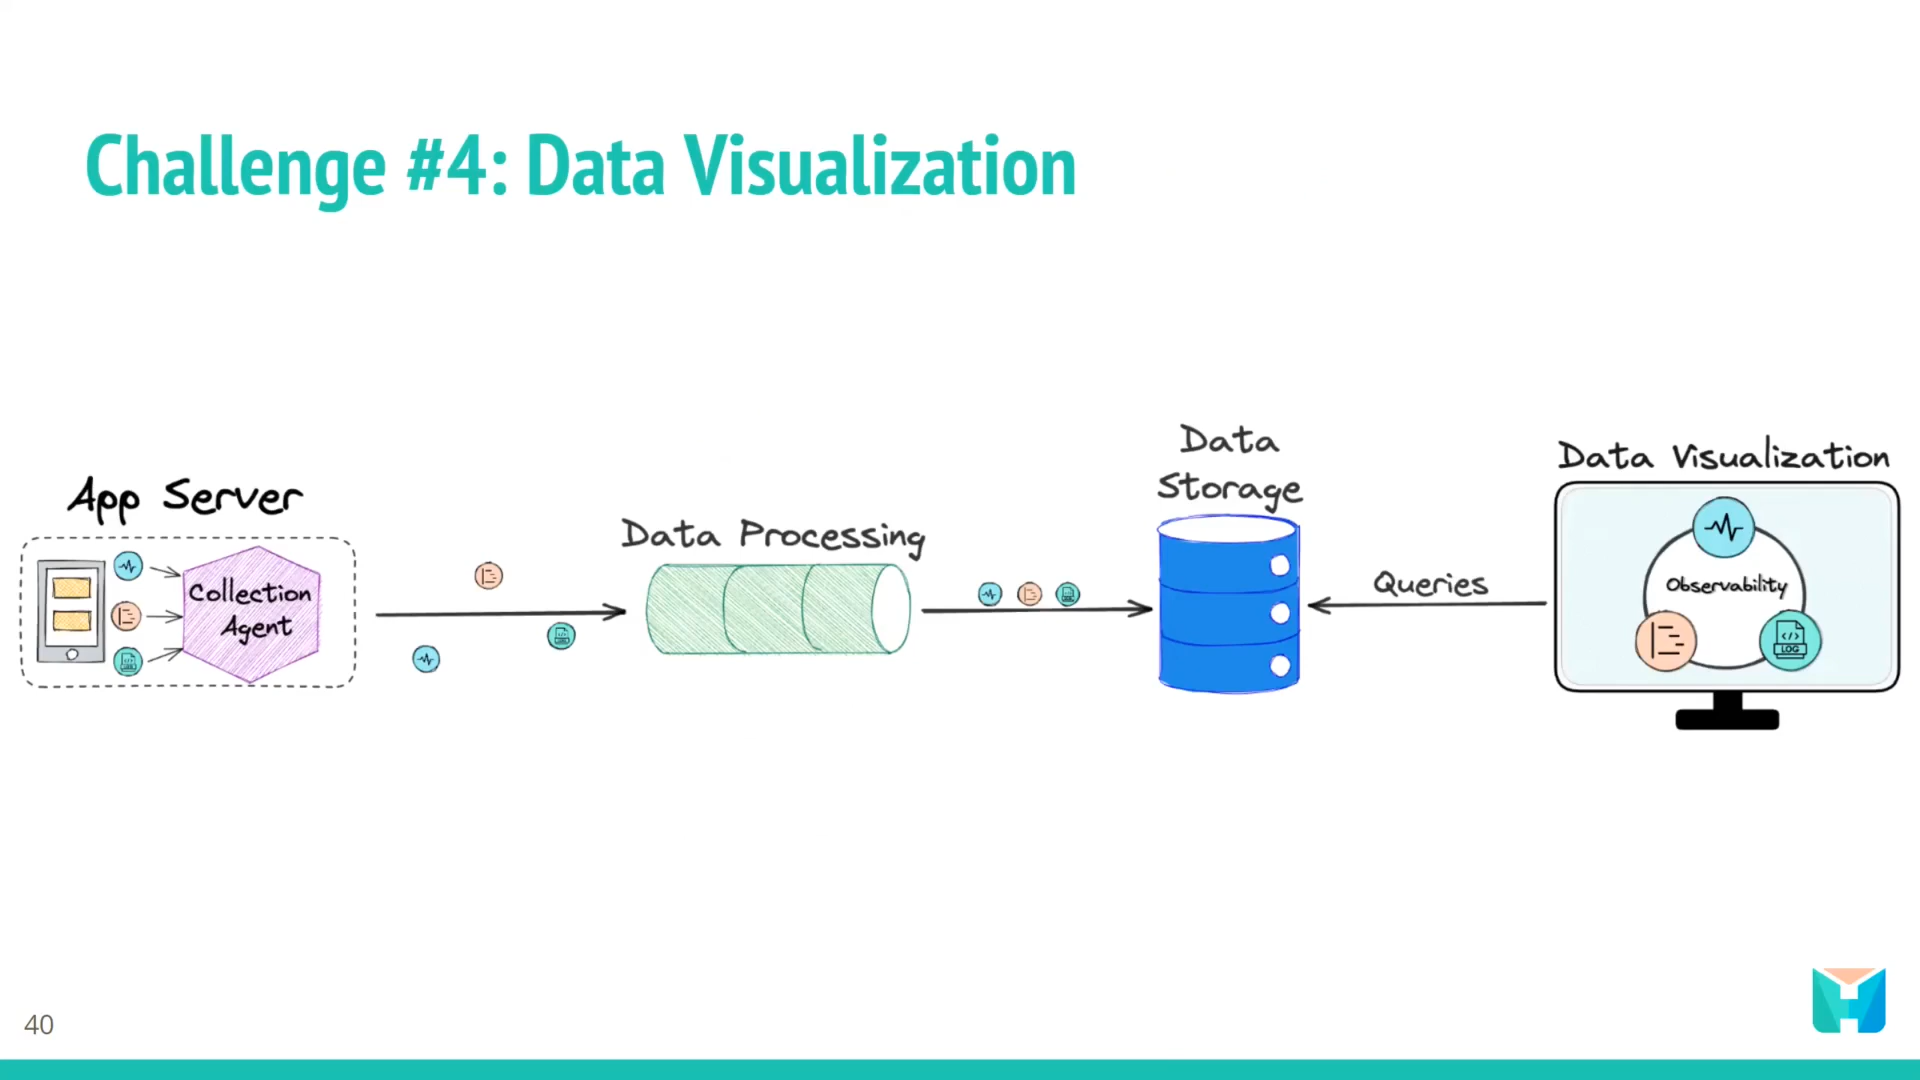 Challenge #4: Data Visualization
App Server
Collection
Agent
Data Processing
Data
Storage
Queries
Data Visualization
Observability
LOG
40